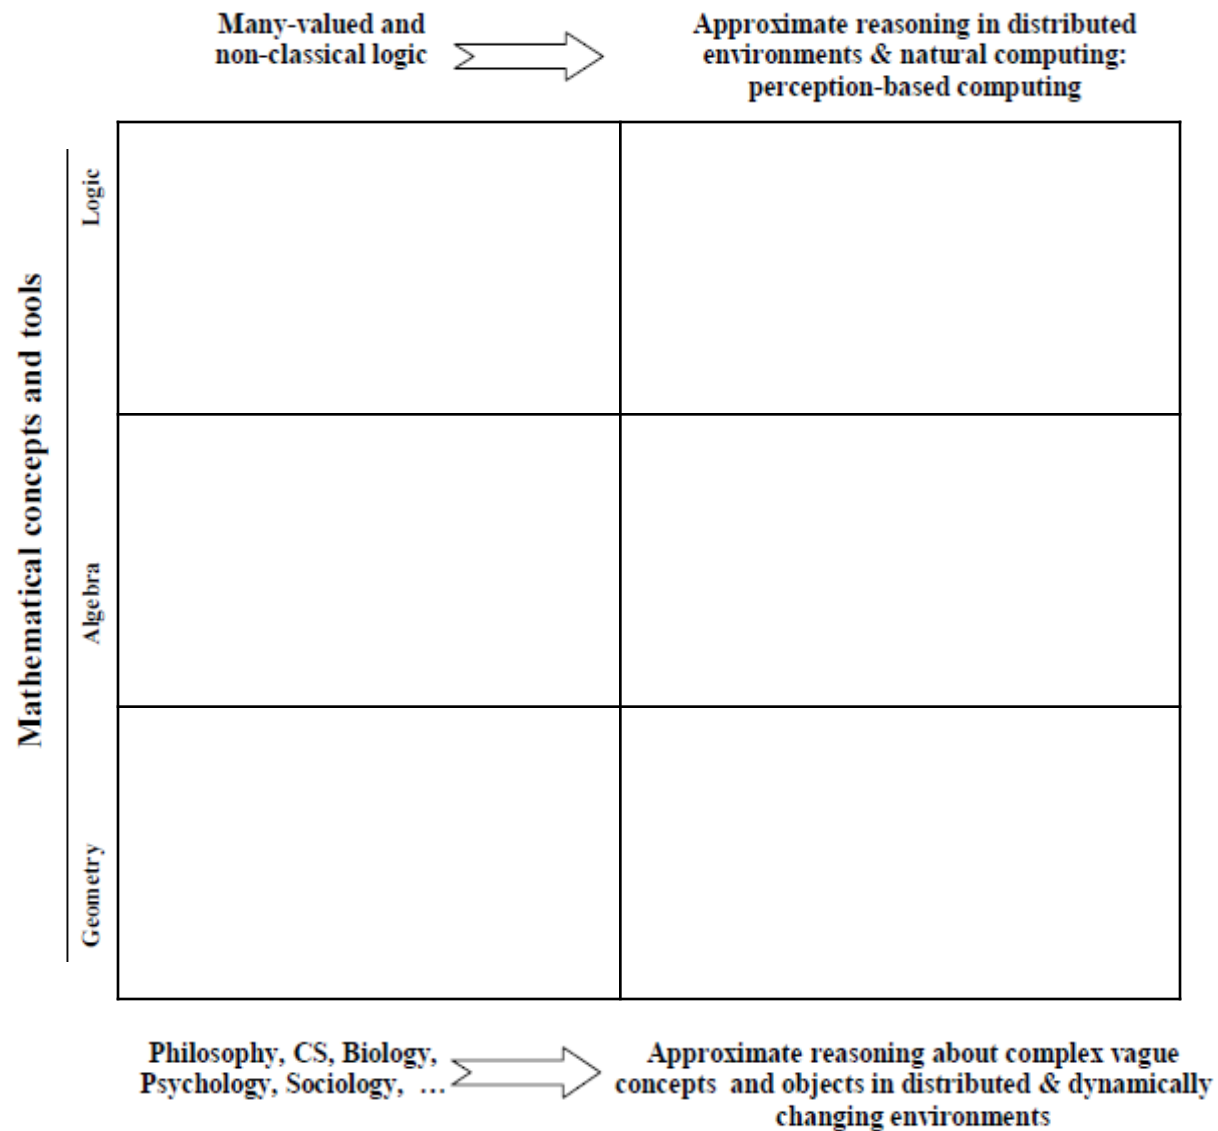 Many-valued and
non-classical logic
Approximate reasoning in distributed
environments & natural computing:
perception-based computing
Mathematical concepts and tools
Logic
Algebra
Geometry
Philosophy, CS, Biology,
Psychology, Sociology, …
Approximate reasoning about complex vague
concepts and objects in distributed & dynamically
changing environments